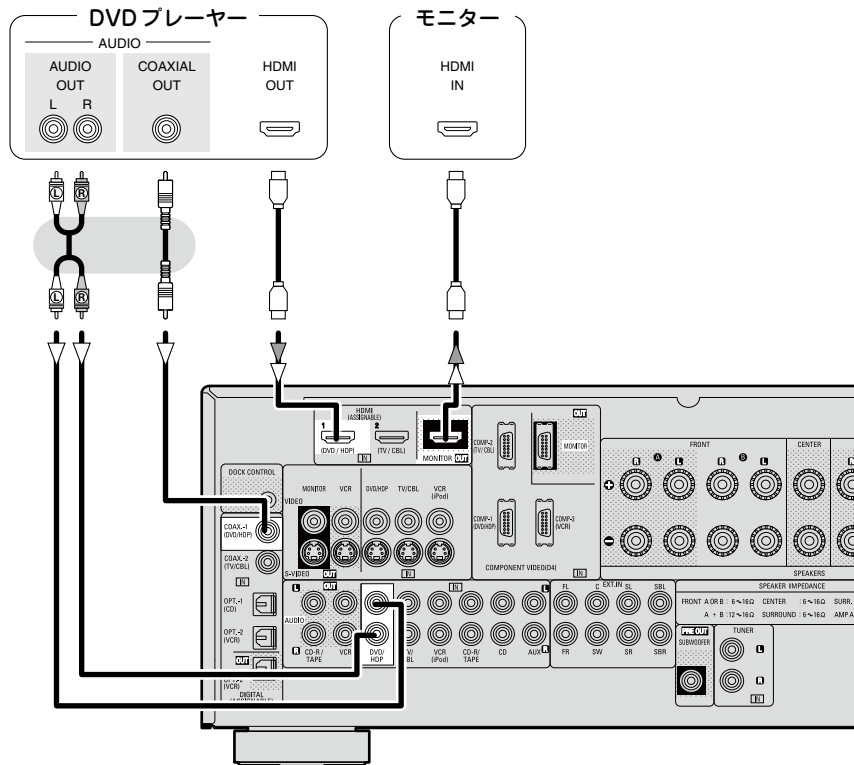 DVD プレーヤー
モニター
AUDIO
AUDIO OUT
COAXIAL OUT
HDMI OUT
HDMI IN
L R
L R
L R
HDMI
(ASSIGNABLE)
1 2
(DVD / HDP) (TV / CBL) IN
MONITOR OUT
COMP-2
(TV/CBL)
OUT
MONITOR
COMP-1
(DVD/HDP)
COMP-3
(VCR)
COMPONENT VIDEO(D4)
IN
FRONT
CENTER
R A L R B L R
SPEAKERS
DOCK CONTROL
COAX.-1
(DVD/HDP)
COAX.-2
(TV/CBL)
IN
OPT.-1
(CD)
OPT.-2
(VCR)
OUT
(VCR)
DIGITAL
MONITOR VCR DVD/HDP TV/CBL VCR
(iPod)
VIDEO
S-VIDEO OUT IN
L OUT IN L
AUDIO
R CD-R /
TAPE
VCR
DVD/
HDP
VCR
(iPod)
CD-R/
TAPE
CD
AUX R
EXT.IN
FL C SL SBL
FR SW SR SBR
SPEAKER IMPEDANCE
FRONT A OR B : 6~16Ω CENTER : 6~16Ω SURR.
A + B : 12~16Ω SURROUND : 6~16Ω AMP A
PRE OUT
SUBWOOFER
TUNER
L
R
IN